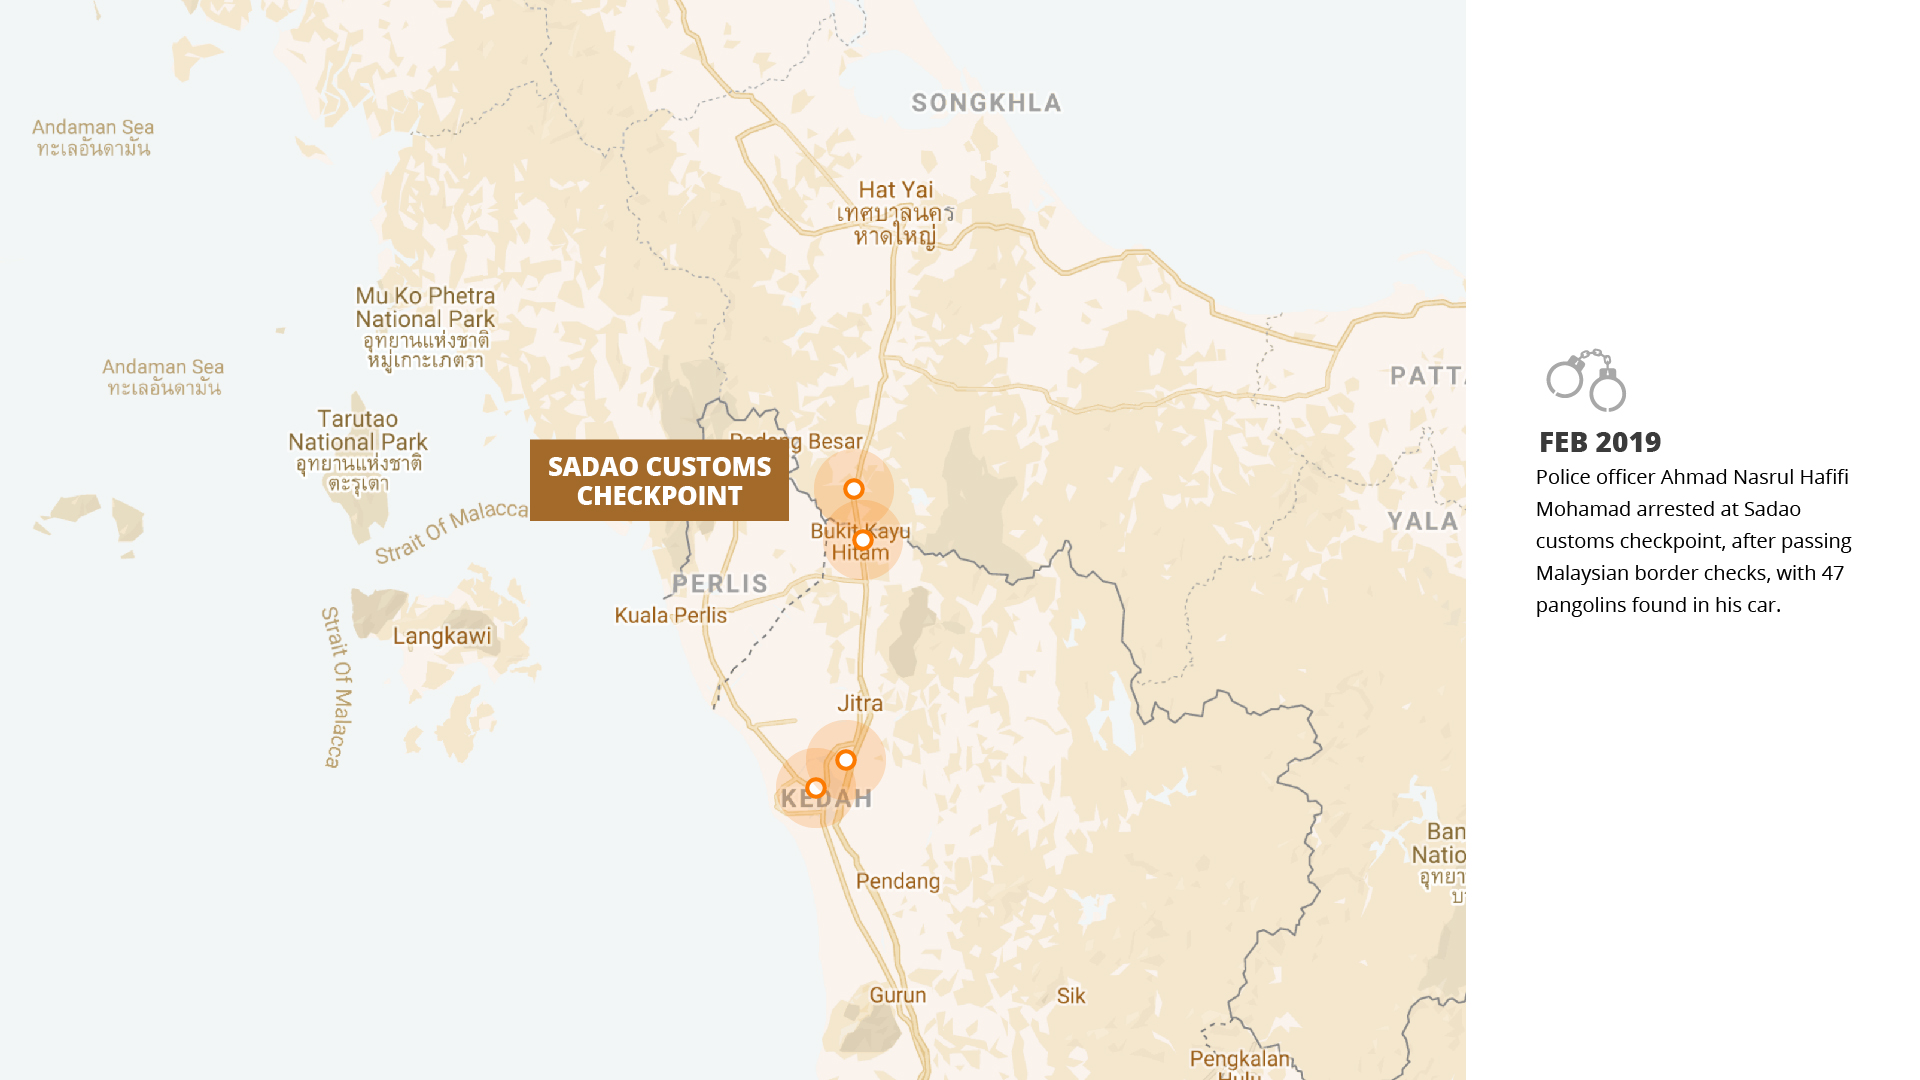 SONGKHLA
Andaman Sea
ทะเลอันดามัน
Hat Yai
เทศบาลนคร
หาดใหญ่
Mu Ko Phetra
National Park
อุทยานแห่งชาติ
หมู่เกาะเภตรา
Andaman Sea
ทะเลอันดามัน
PATTA
Tarutao
National Park
อุทยานแห่งชาติ
ตะรุเตา
Padang Besar
SADAO CUSTOMS
CHECKPOINT
Strait Of Malacca
Bukit Kayu
Hitam
YALA
PERLIS
Kuala Perlis
Langkawi
Strait Of Malacca
Jitra
KEDAH
Pendang
Ban
Natio
อุทยา
บา
Gurun
Sik
Pengkalan
Hulu
FEB 2019
Police officer Ahmad Nasrul Hafifi
Mohamad arrested at Sadao
customs checkpoint, after passing
Malaysian border checks, with 47
pangolins found in his car.